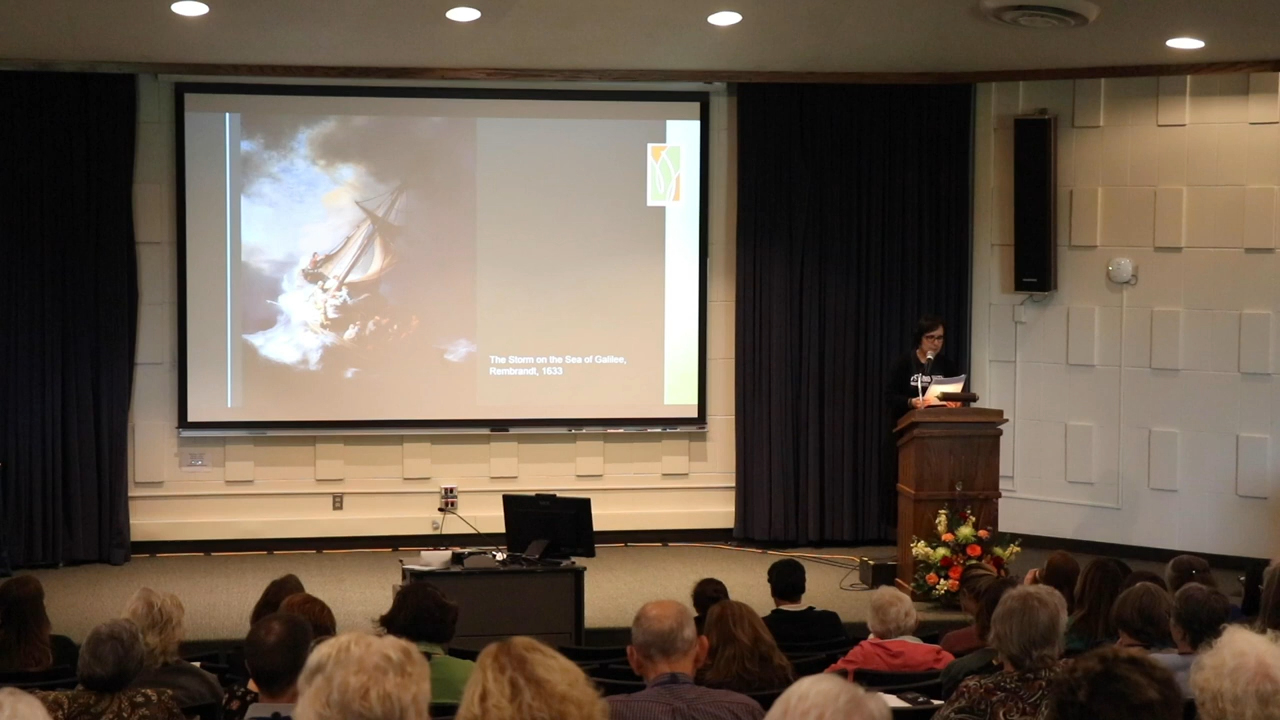 The Storm on the Sea of Galilee,
Rembrandt, 1633